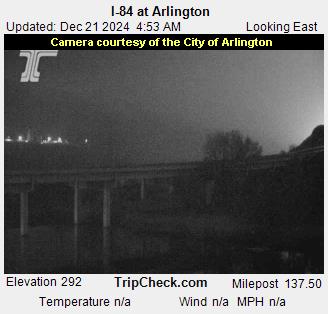 I-84 at Arlington
Updated: Dec 21 2024 4:53 AM Looking East
Camera courtesy of the City of Arlington
Elevation 292 TripCheck.com Milepost 137.50
Temperature n/a Wind n/a MPH n/a